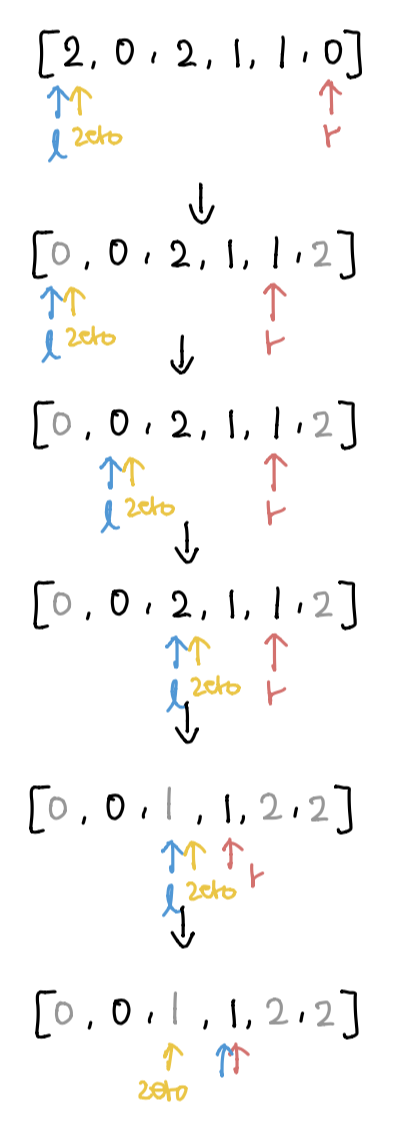 [2, 0, 2, 1, 1, 0]
l zero r
[0, 0, 2, 1, 1, 2]
l zero r
[0, 0, 2, 1, 1, 2]
l zero r
[0, 0, 2, 1, 1, 2]
l zero r
[0, 0, 1, 1, 2, 2]
l zero r
[0, 0, 1, 1, 2, 2]
zero